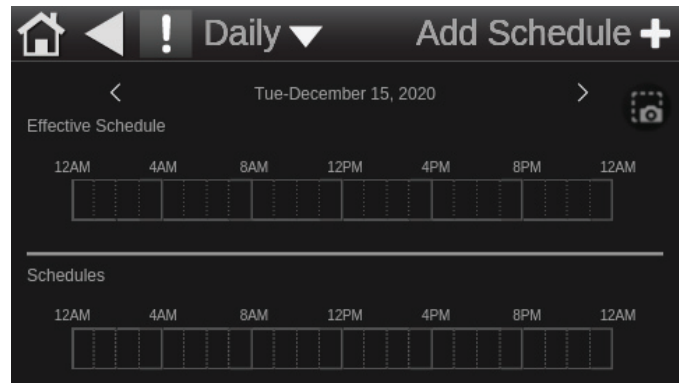 ! Daily Add Schedule +
< Tue-December 15, 2020 >
Effective Schedule
12AM 4AM 8AM 12PM 4PM 8PM 12AM
Schedules
12AM 4AM 8AM 12PM 4PM 8PM 12AM